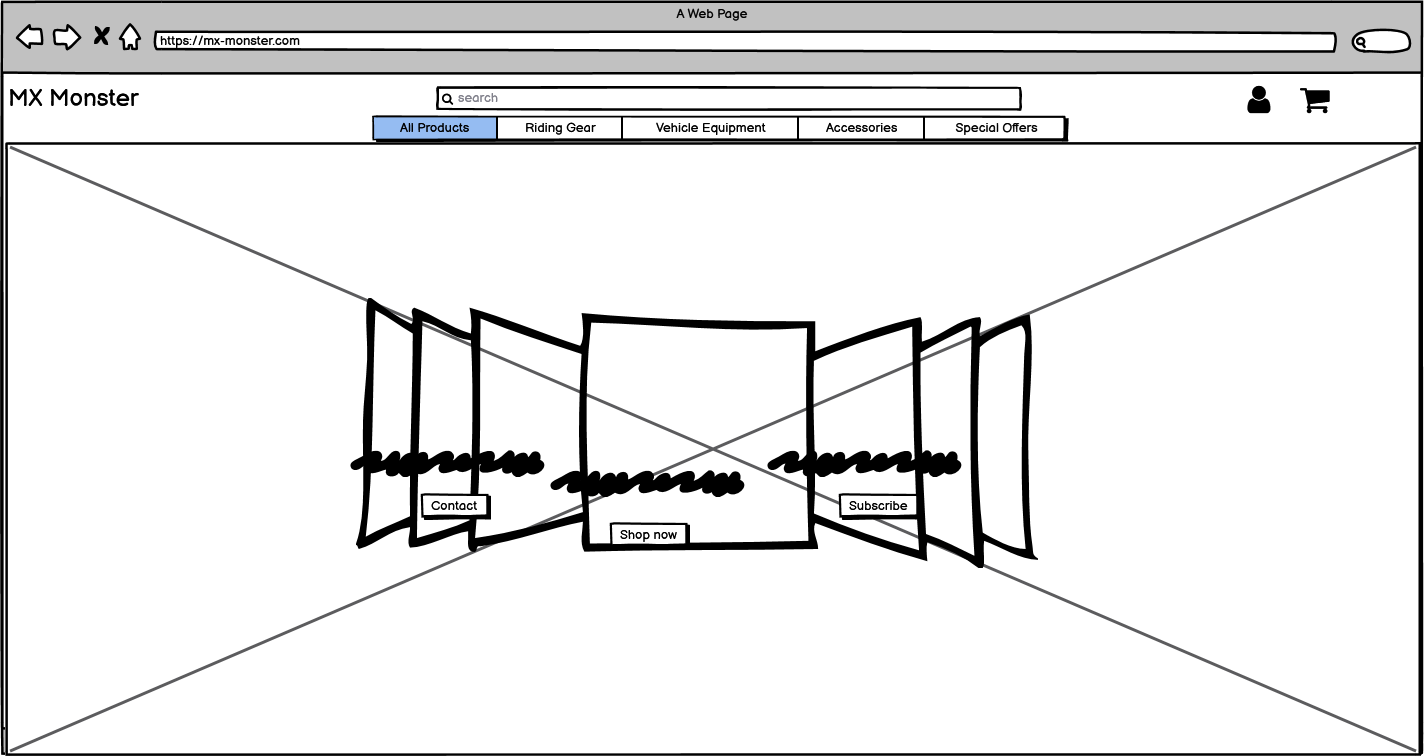 A Web Page
https://mx-monster.com
MX Monster
search
All Products Riding Gear Vehicle Equipment Accessories Special Offers
Contact
Subscribe
Shop now